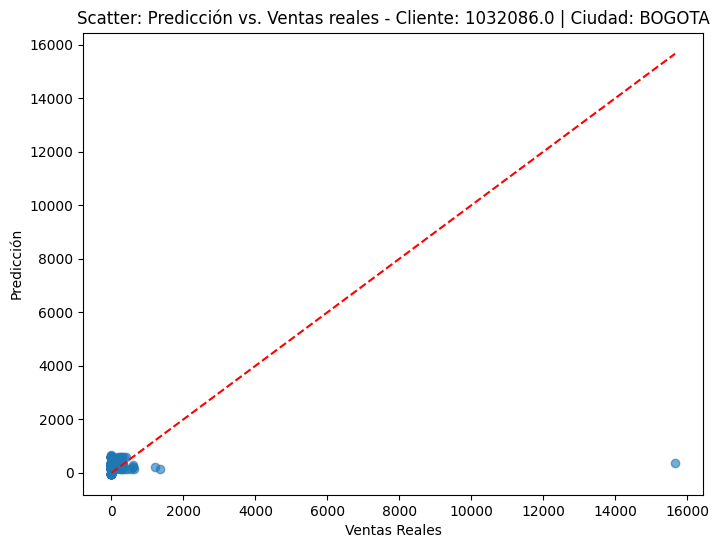 Scatter: Predicción vs. Ventas reales - Cliente: 1032086.0 | Ciudad: BOGOTA
16000
14000
12000
10000
8000
6000
4000
2000
0
Predicción
0 2000 4000 6000 8000 10000 12000 14000 16000
Ventas Reales